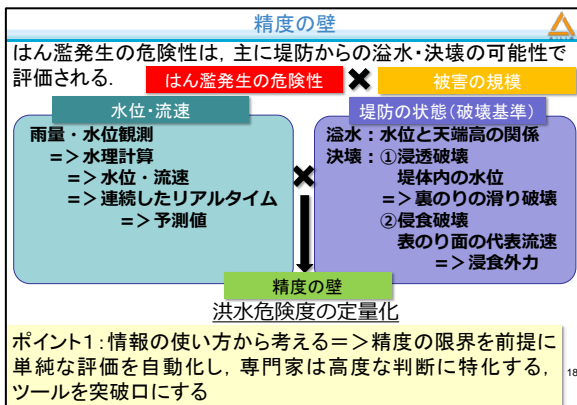 精度の壁
はん濫発生の危険性は，主に堤防からの溢水・決壊の可能性で
評価される．
はん濫発生の危険性
被害の規模
水位・流速
雨量・水位観測
＝＞水理計算
＝＞水位・流速
＝＞連続したリアルタイム
＝＞予測値
堤防の状態（破壊基準）
溢水：水位と天端高の関係
決壊：①浸透破壊
堤体内の水位
＝＞裏のりの滑り破壊
②侵食破壊
表のり面の代表流速
＝＞浸食外力
精度の壁
洪水危険度の定量化
ポイント1：情報の使い方から考える＝＞精度の限界を前提に
単純な評価を自動化し，専門家は高度な判断に特化する，
ツールを突破口にする
18